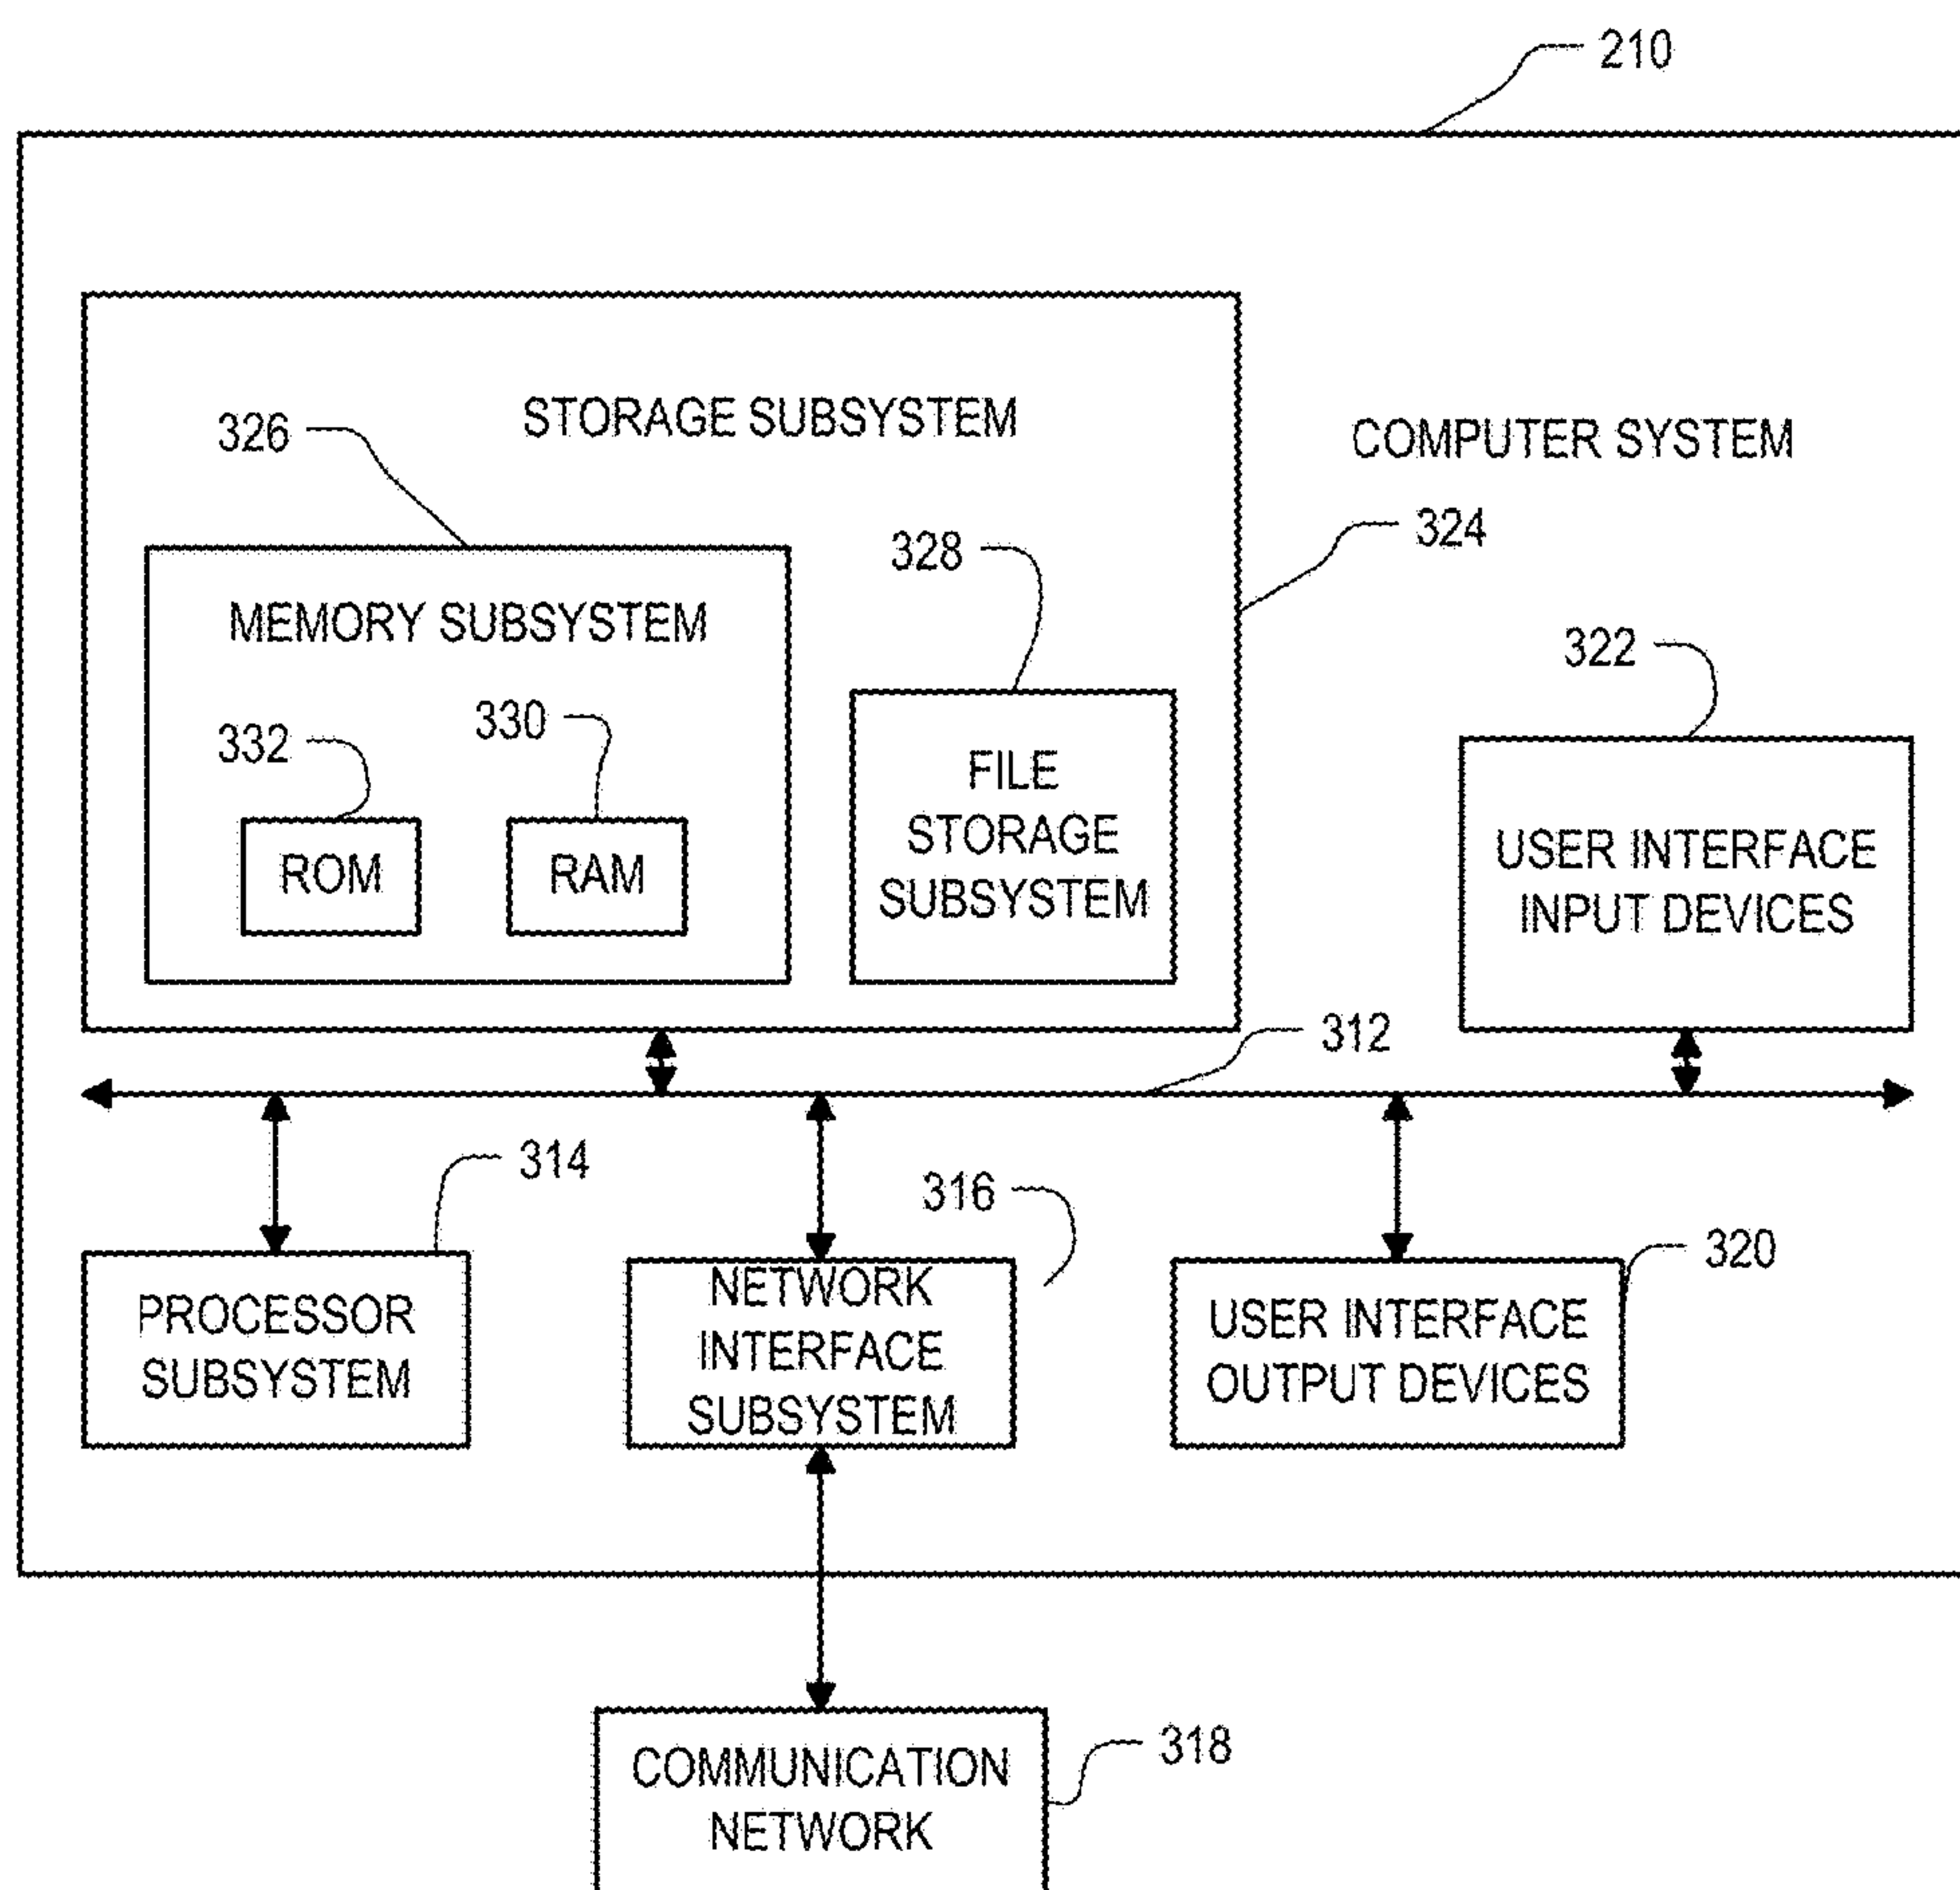 210
STORAGE SUBSYSTEM
COMPUTER SYSTEM
326
324
328
MEMORY SUBSYSTEM
322
332
330
FILE
STORAGE
SUBSYSTEM
ROM
RAM
USER INTERFACE
INPUT DEVICES
312
314
316
320
PROCESSOR
SUBSYSTEM
NETWORK
INTERFACE
SUBSYSTEM
USER INTERFACE
OUTPUT DEVICES
318
COMMUNICATION
NETWORK